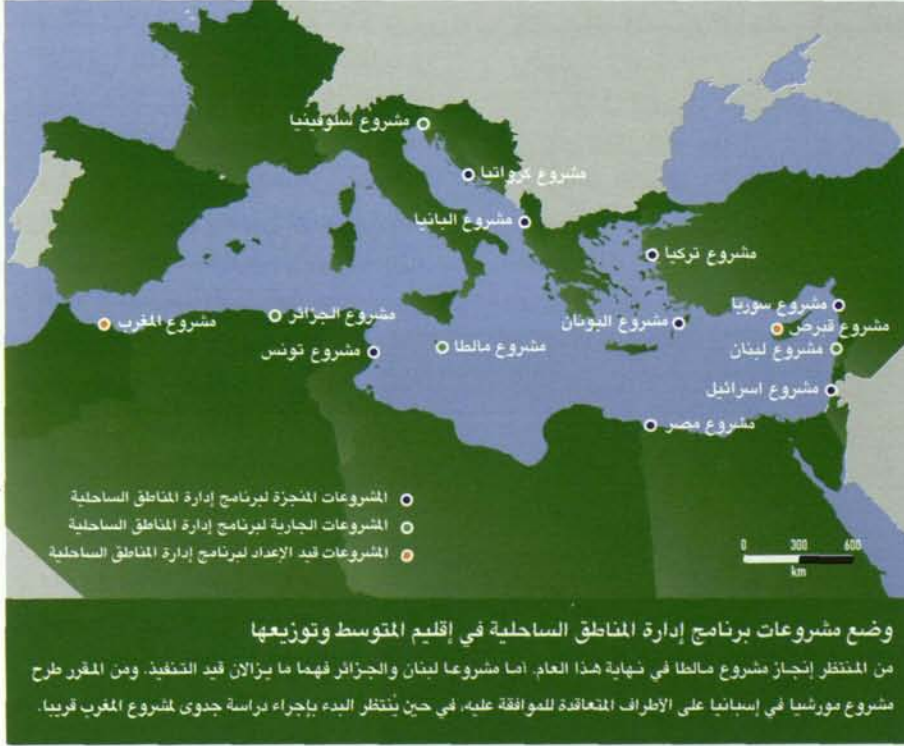 مشروع سلوفينيا
مشروع كرواتيا
مشروع البانيا
مشروع تركيا
مشروع سوريا
مشروع قبرص
مشروع اليونان
مشروع الجزائر
مشروع المغرب
مشروع لبنان
مشروع مالطا
مشروع تونس
مشروع اسرائيل
مشروع مصر
المشروعات المنجزة لبرنامج إدارة المناطق الساحلية
المشروعات الجارية لبرنامج إدارة المناطق الساحلية
المشروعات قيد الإعداد لبرنامج إدارة المناطق الساحلية
0 300 600
km
وضع مشروعات برنامج إدارة المناطق الساحلية في إقليم المتوسط وتوزيعها
من المنتظر إنجاز مشروع مالطا في نهاية هذا العام. أما مشروعا لبنان والجزائر فهما ما يزالان قيد التنفيذ. ومن المقرر طرح
مشروع مورشيا في إسبانيا على الأطراف المتعاقدة للموافقة عليه، في حين يُنتظر البدء بإجراء دراسة جدوى لمشروع المغرب قريبا.